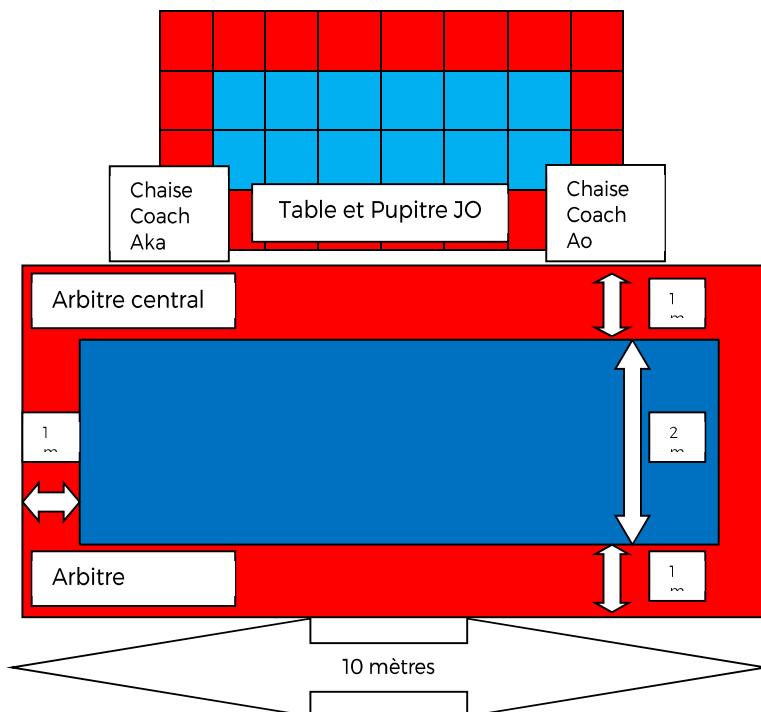 Chaise
Coach
Aka
Table et Pupitre JO
Chaise
Coach
Ao
Arbitre central
1
m
1
m
2
m
Arbitre
1
m
10 mètres